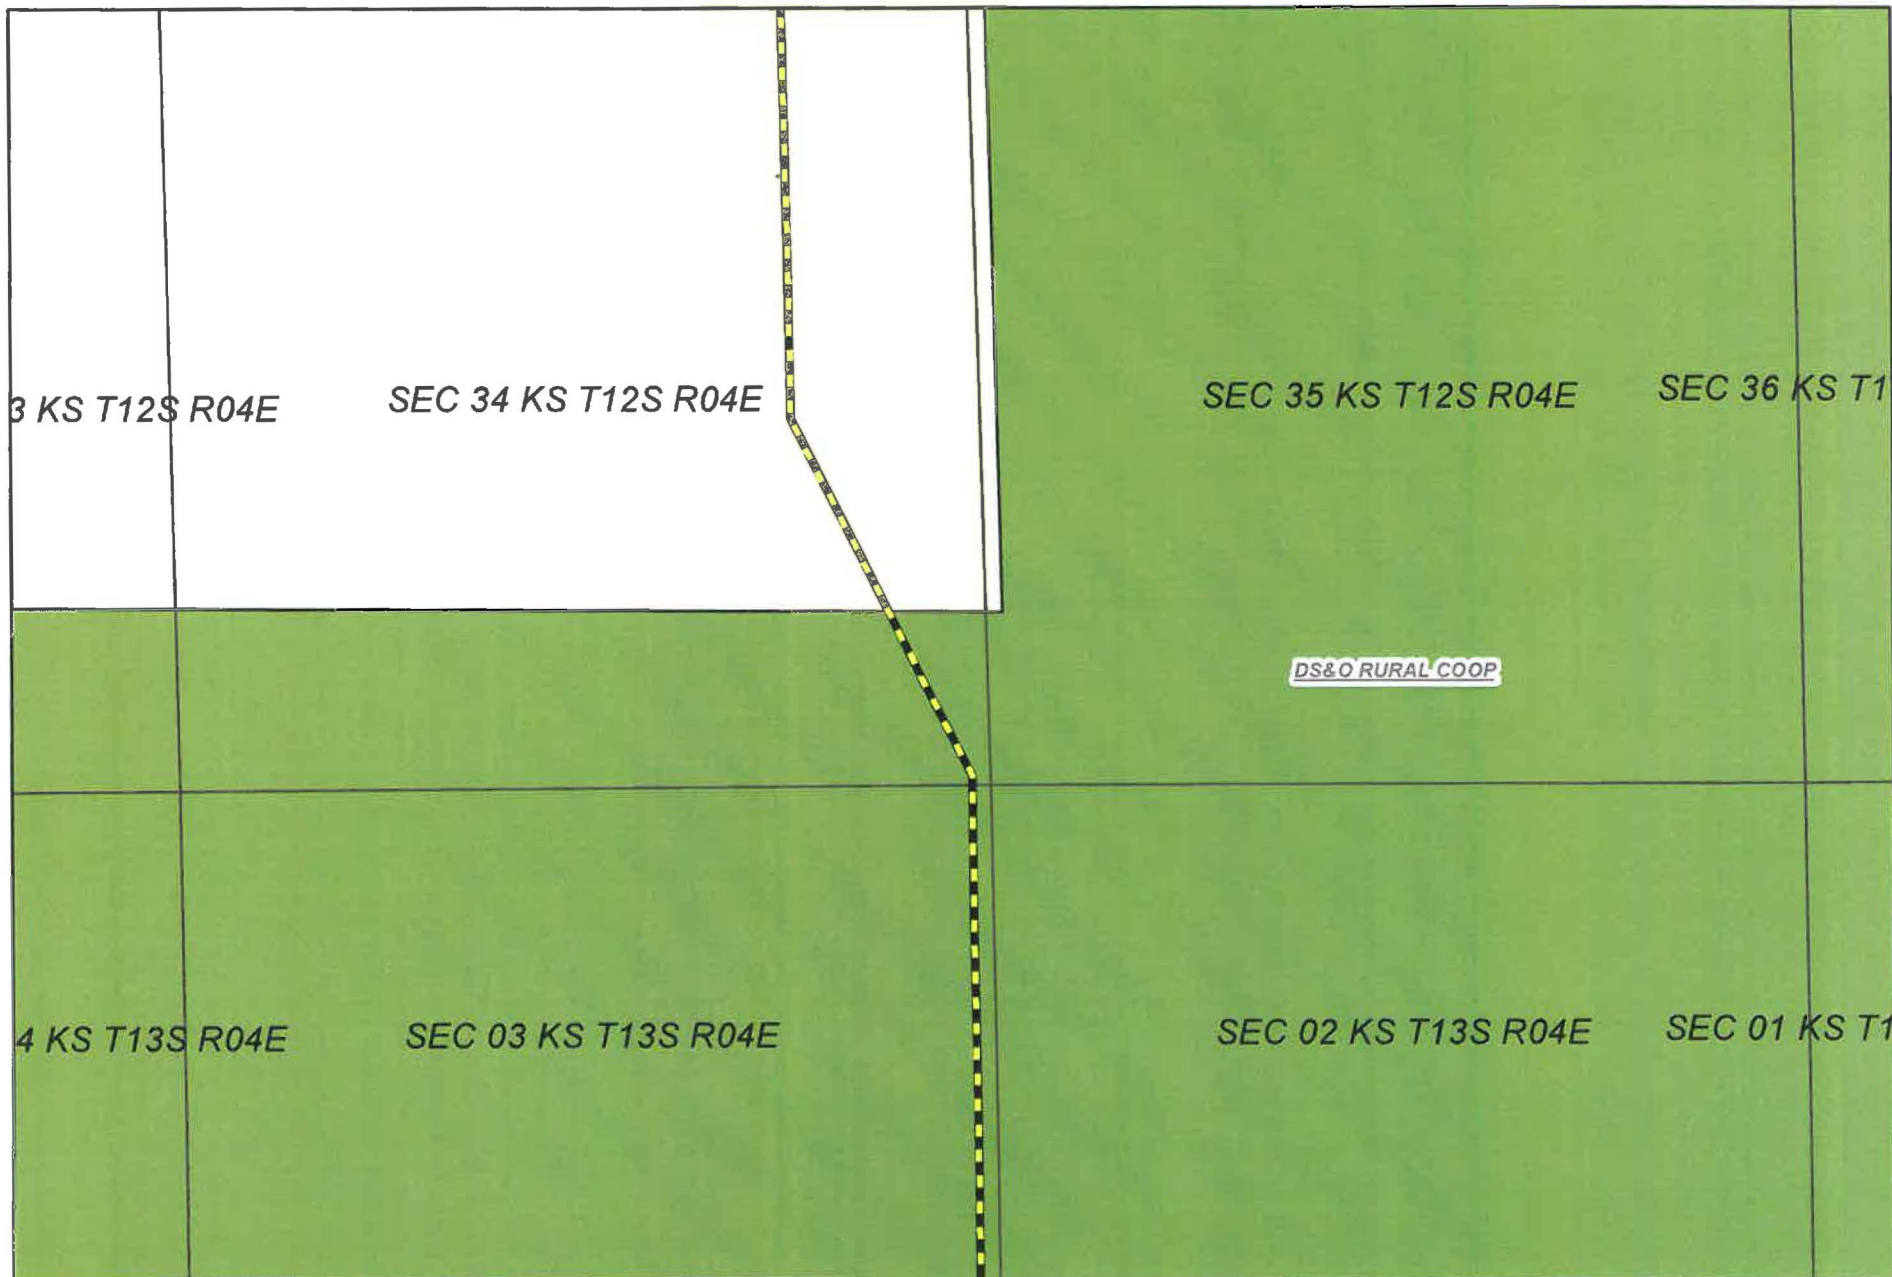 3 KS T12S R04E
SEC 34 KS T12S R04E
SEC 35 KS T12S R04E
SEC 36 KS T1
DS&O RURAL COOP
4 KS T13S R04E
SEC 03 KS T13S R04E
SEC 02 KS T13S R04E
SEC 01 KS T1